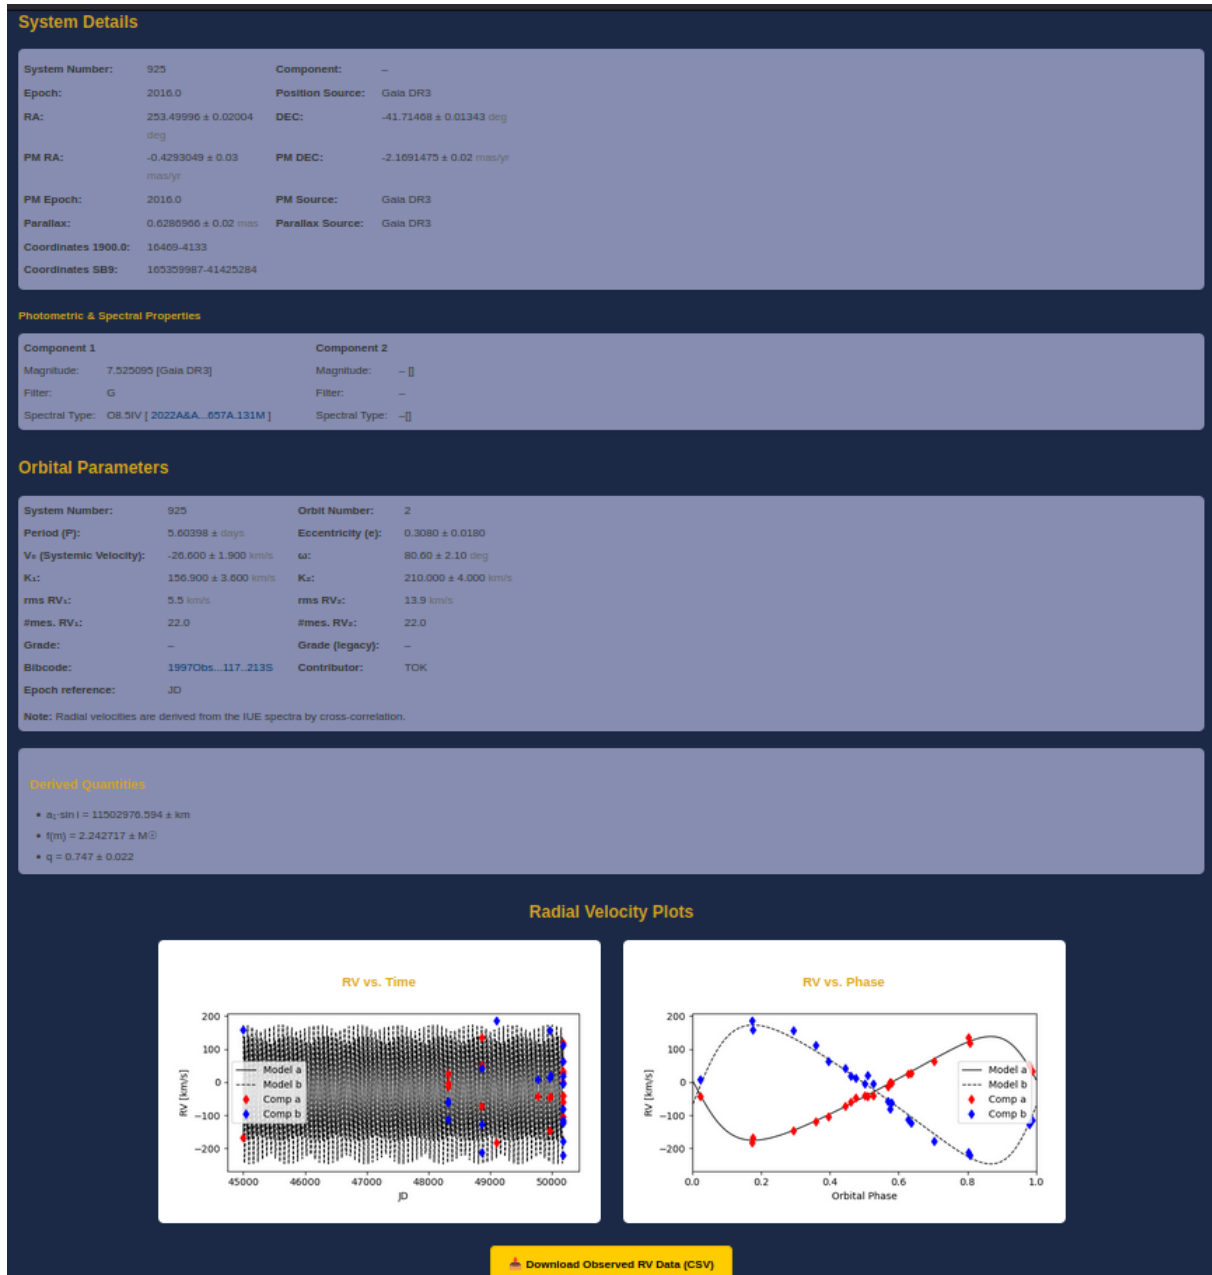 System Details
System Number: 925 Component: –
Epoch: 2016.0 Position Source: Gaia DR3
RA: 253.49996 ± 0.02004 deg DEC: -41.71468 ± 0.01343 deg
PM RA: -0.4293049 ± 0.03 mas/yr PM DEC: -2.1691475 ± 0.02 mas/yr
PM Epoch: 2016.0 PM Source: Gaia DR3
Parallax: 0.6286966 ± 0.02 mas Parallax Source: Gaia DR3
Coordinates 1900.0: 16469-4133
Coordinates SB9: 165359987-41425284
Photometric & Spectral Properties
Component 1 Component 2
Magnitude: 7.525095 [Gaia DR3] Magnitude: – []
Filter: G Filter: –
Spectral Type: O8.5IV [ 2022A&A...657A.131M ] Spectral Type: –[]
Orbital Parameters
System Number: 925 Orbit Number: 2
Period (P): 5.60398 ± days Eccentricity (e): 0.3080 ± 0.0180
V₀ (Systemic Velocity): -26.600 ± 1.900 km/s ω: 80.60 ± 2.10 deg
K₁: 156.900 ± 3.600 km/s K₂: 210.000 ± 4.000 km/s
rms RV₁: 5.5 km/s rms RV₂: 13.9 km/s
#mes. RV₁: 22.0 #mes. RV₂: 22.0
Grade: – Grade (legacy): –
Bibcode: 1997Obs...117..213S Contributor: TOK
Epoch reference: JD
Note: Radial velocities are derived from the IUE spectra by cross-correlation.
Derived Quantities
• a₁·sin i = 11502976.594 ± km
• f(m) = 2.242717 ± M☉
• q = 0.747 ± 0.022
Radial Velocity Plots
RV vs. Time
RV [km/s]
200
100
0
−100
−200
Model a
Model b
Comp a
Comp b
45000 46000 47000 48000 49000 50000
JD
RV vs. Phase
RV [km/s]
200
100
0
−100
−200
Model a
Model b
Comp a
Comp b
0.0 0.2 0.4 0.6 0.8 1.0
Orbital Phase
📥 Download Observed RV Data (CSV)